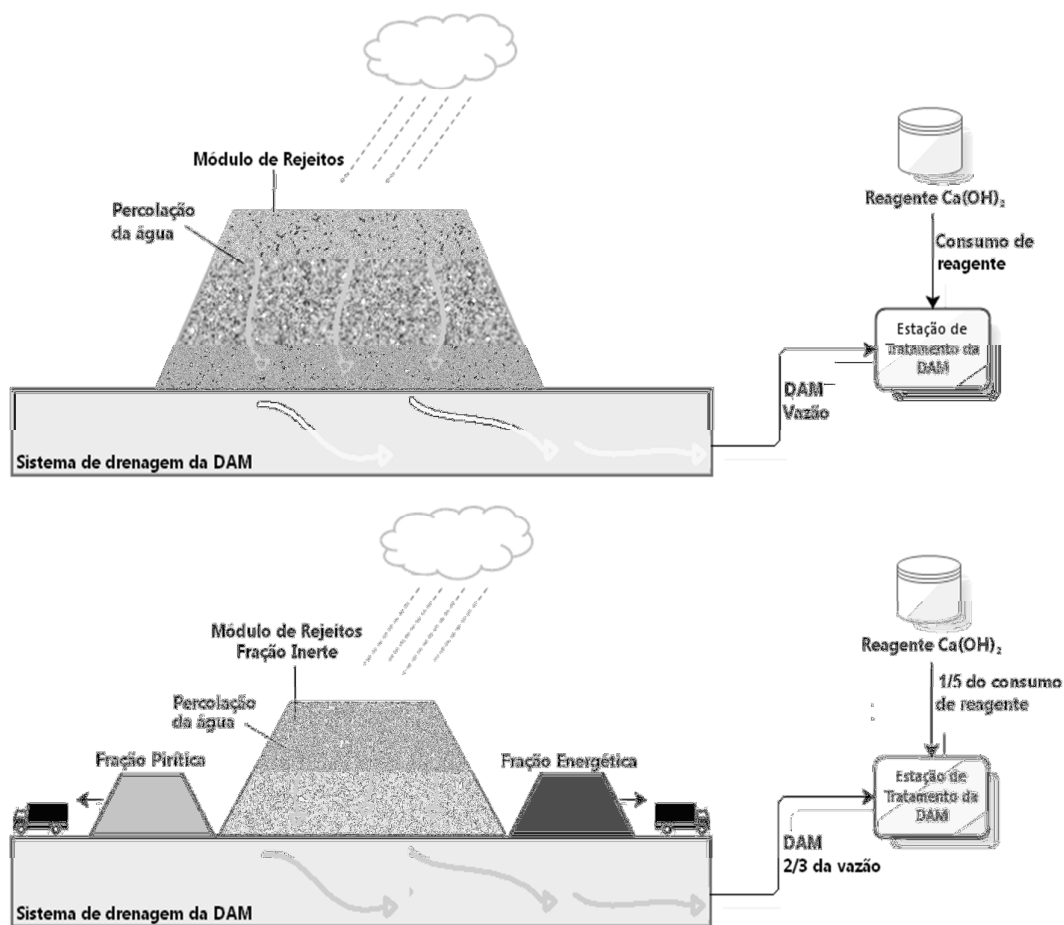 Módulo de Rejeitos
Percolação
da água
Reagente Ca(OH)₂
Consumo de
reagente
Estação de
Tratamento da
DAM
DAM
Vazão
Sistema de drenagem da DAM
Módulo de Rejeitos
Fração Inerte
Percolação
da água
Fração Pirítica
Fração Energética
Reagente Ca(OH)₂
1/5 do consumo
de reagente
Estação de
Tratamento da
DAM
DAM
2/3 da vazão
Sistema de drenagem da DAM